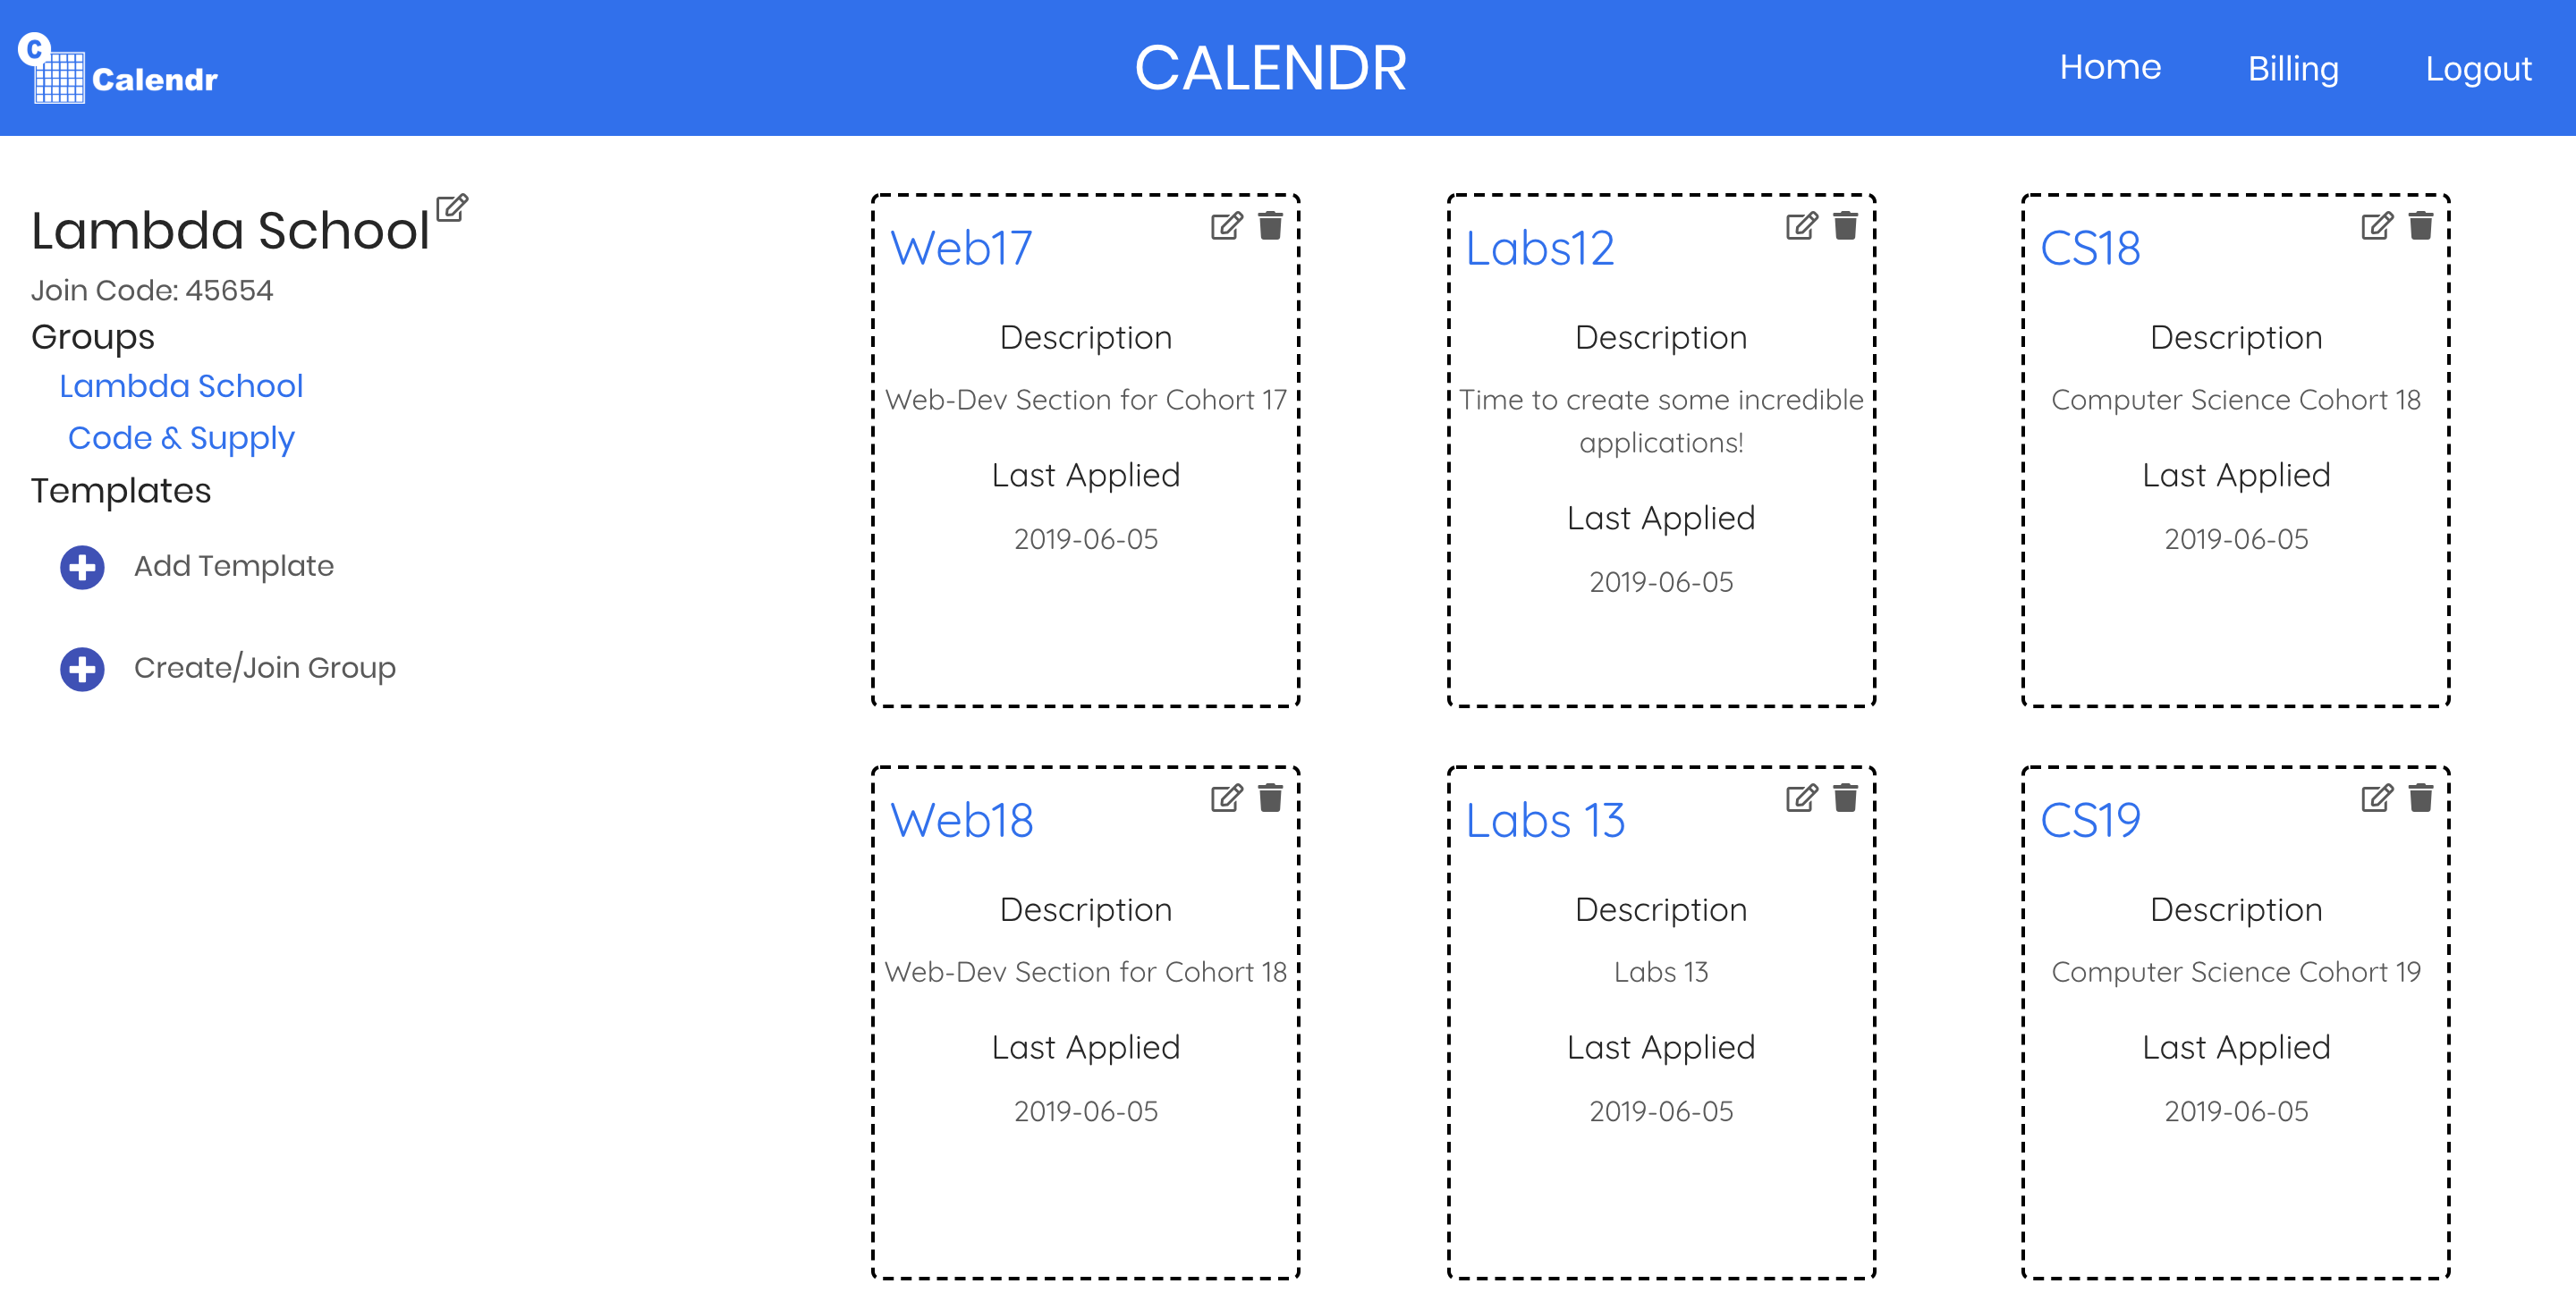 C
Calendr
CALENDR
Home
Billing
Logout
Lambda School
Join Code: 45654
Groups
Lambda School
Code & Supply
Templates
Add Template
Create/Join Group
Web17
Description
Web-Dev Section for Cohort 17
Last Applied
2019-06-05
Labs12
Description
Time to create some incredible
applications!
Last Applied
2019-06-05
CS18
Description
Computer Science Cohort 18
Last Applied
2019-06-05
Web18
Description
Web-Dev Section for Cohort 18
Last Applied
2019-06-05
Labs 13
Description
Labs 13
Last Applied
2019-06-05
CS19
Description
Computer Science Cohort 19
Last Applied
2019-06-05